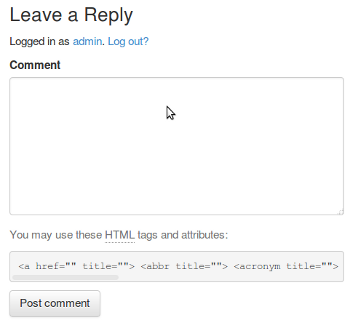 Leave a Reply
Logged in as admin. Log out?
Comment
You may use these HTML tags and attributes:
<a href="" title=""> <abbr title=""> <acronym title="">
Post comment